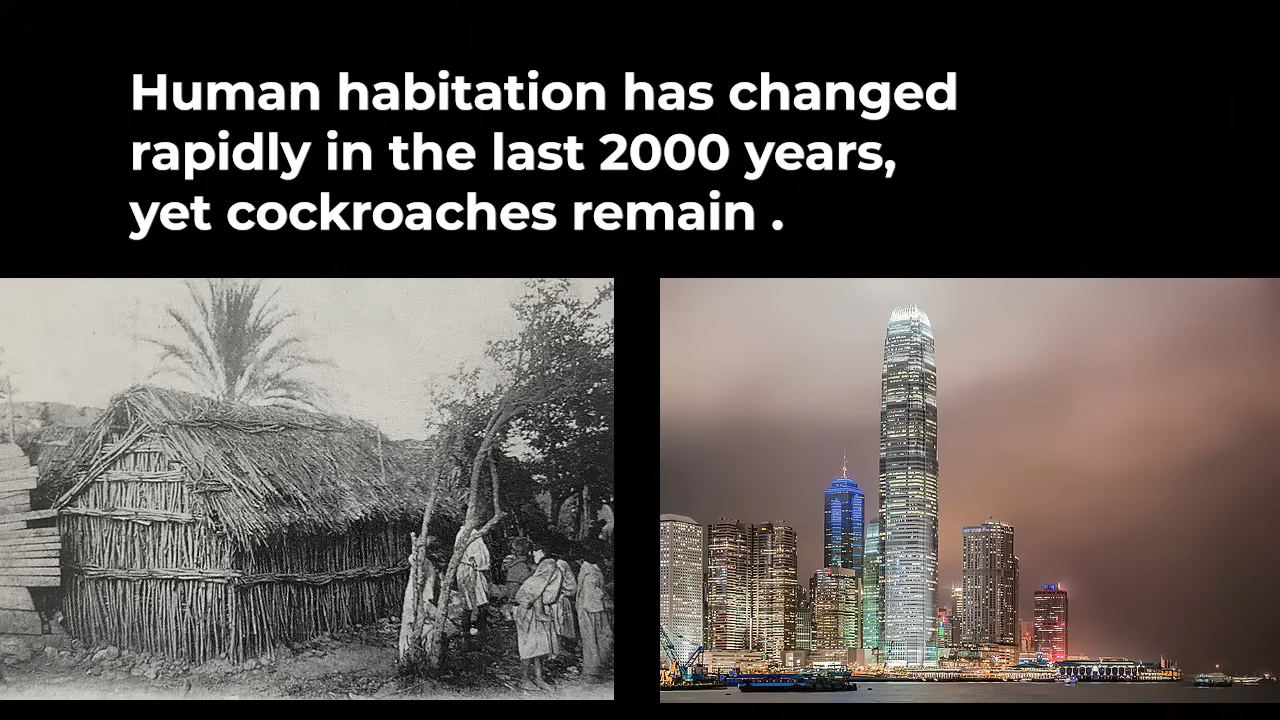 Human habitation has changed
rapidly in the last 2000 years,
yet cockroaches remain .